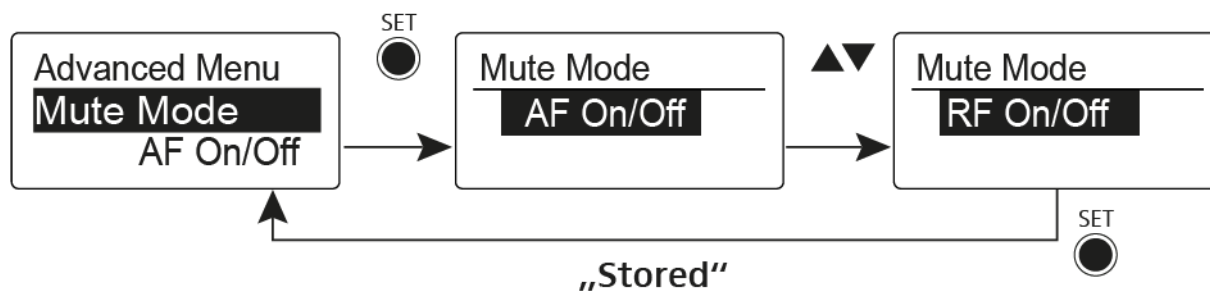 SET
Advanced Menu
Mute Mode
AF On/Off
Mute Mode
AF On/Off
Mute Mode
RF On/Off
SET
„Stored“